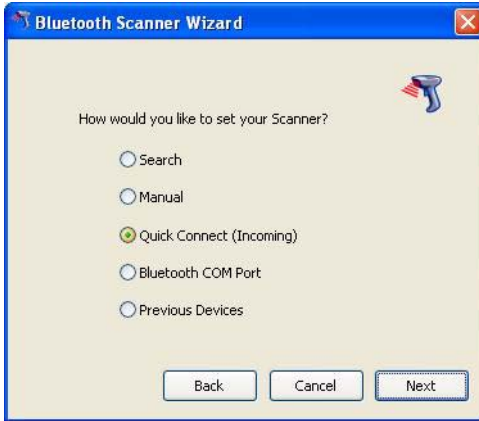 Bluetooth Scanner Wizard
How would you like to set your Scanner?
Search
Manual
Quick Connect (Incoming)
Bluetooth COM Port
Previous Devices
Back Cancel Next